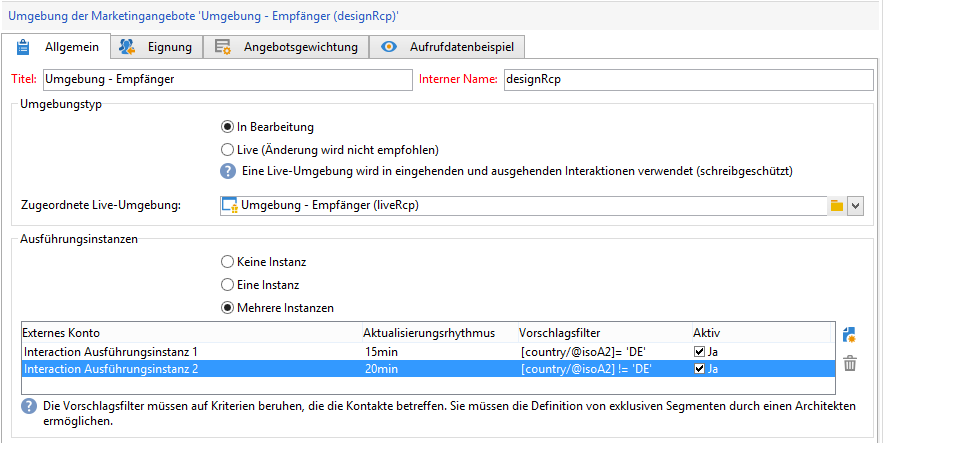 Umgebung der Marketingangebote 'Umgebung - Empfänger (designRcp)'
Allgemein Eignung Angebotsgewichtung Aufrufdatenbeispiel
Titel: Umgebung - Empfänger Interner Name: designRcp
Umgebungstyp
In Bearbeitung
Live (Änderung wird nicht empfohlen)
? Eine Live-Umgebung wird in eingehenden und ausgehenden Interaktionen verwendet (schreibgeschützt)
Zugeordnete Live-Umgebung: Umgebung - Empfänger (liveRcp)
Ausführungsinstanzen
Keine Instanz
Eine Instanz
Mehrere Instanzen
Externes Konto Aktualisierungsrhythmus Vorschlagsfilter Aktiv
Interaction Ausführungsinstanz 1 15min [country/@isoA2]= 'DE' Ja
Interaction Ausführungsinstanz 2 20min [country/@isoA2] != 'DE' Ja
? Die Vorschlagsfilter müssen auf Kriterien beruhen, die die Kontakte betreffen. Sie müssen die Definition von exklusiven Segmenten durch einen Architekten
ermöglichen.